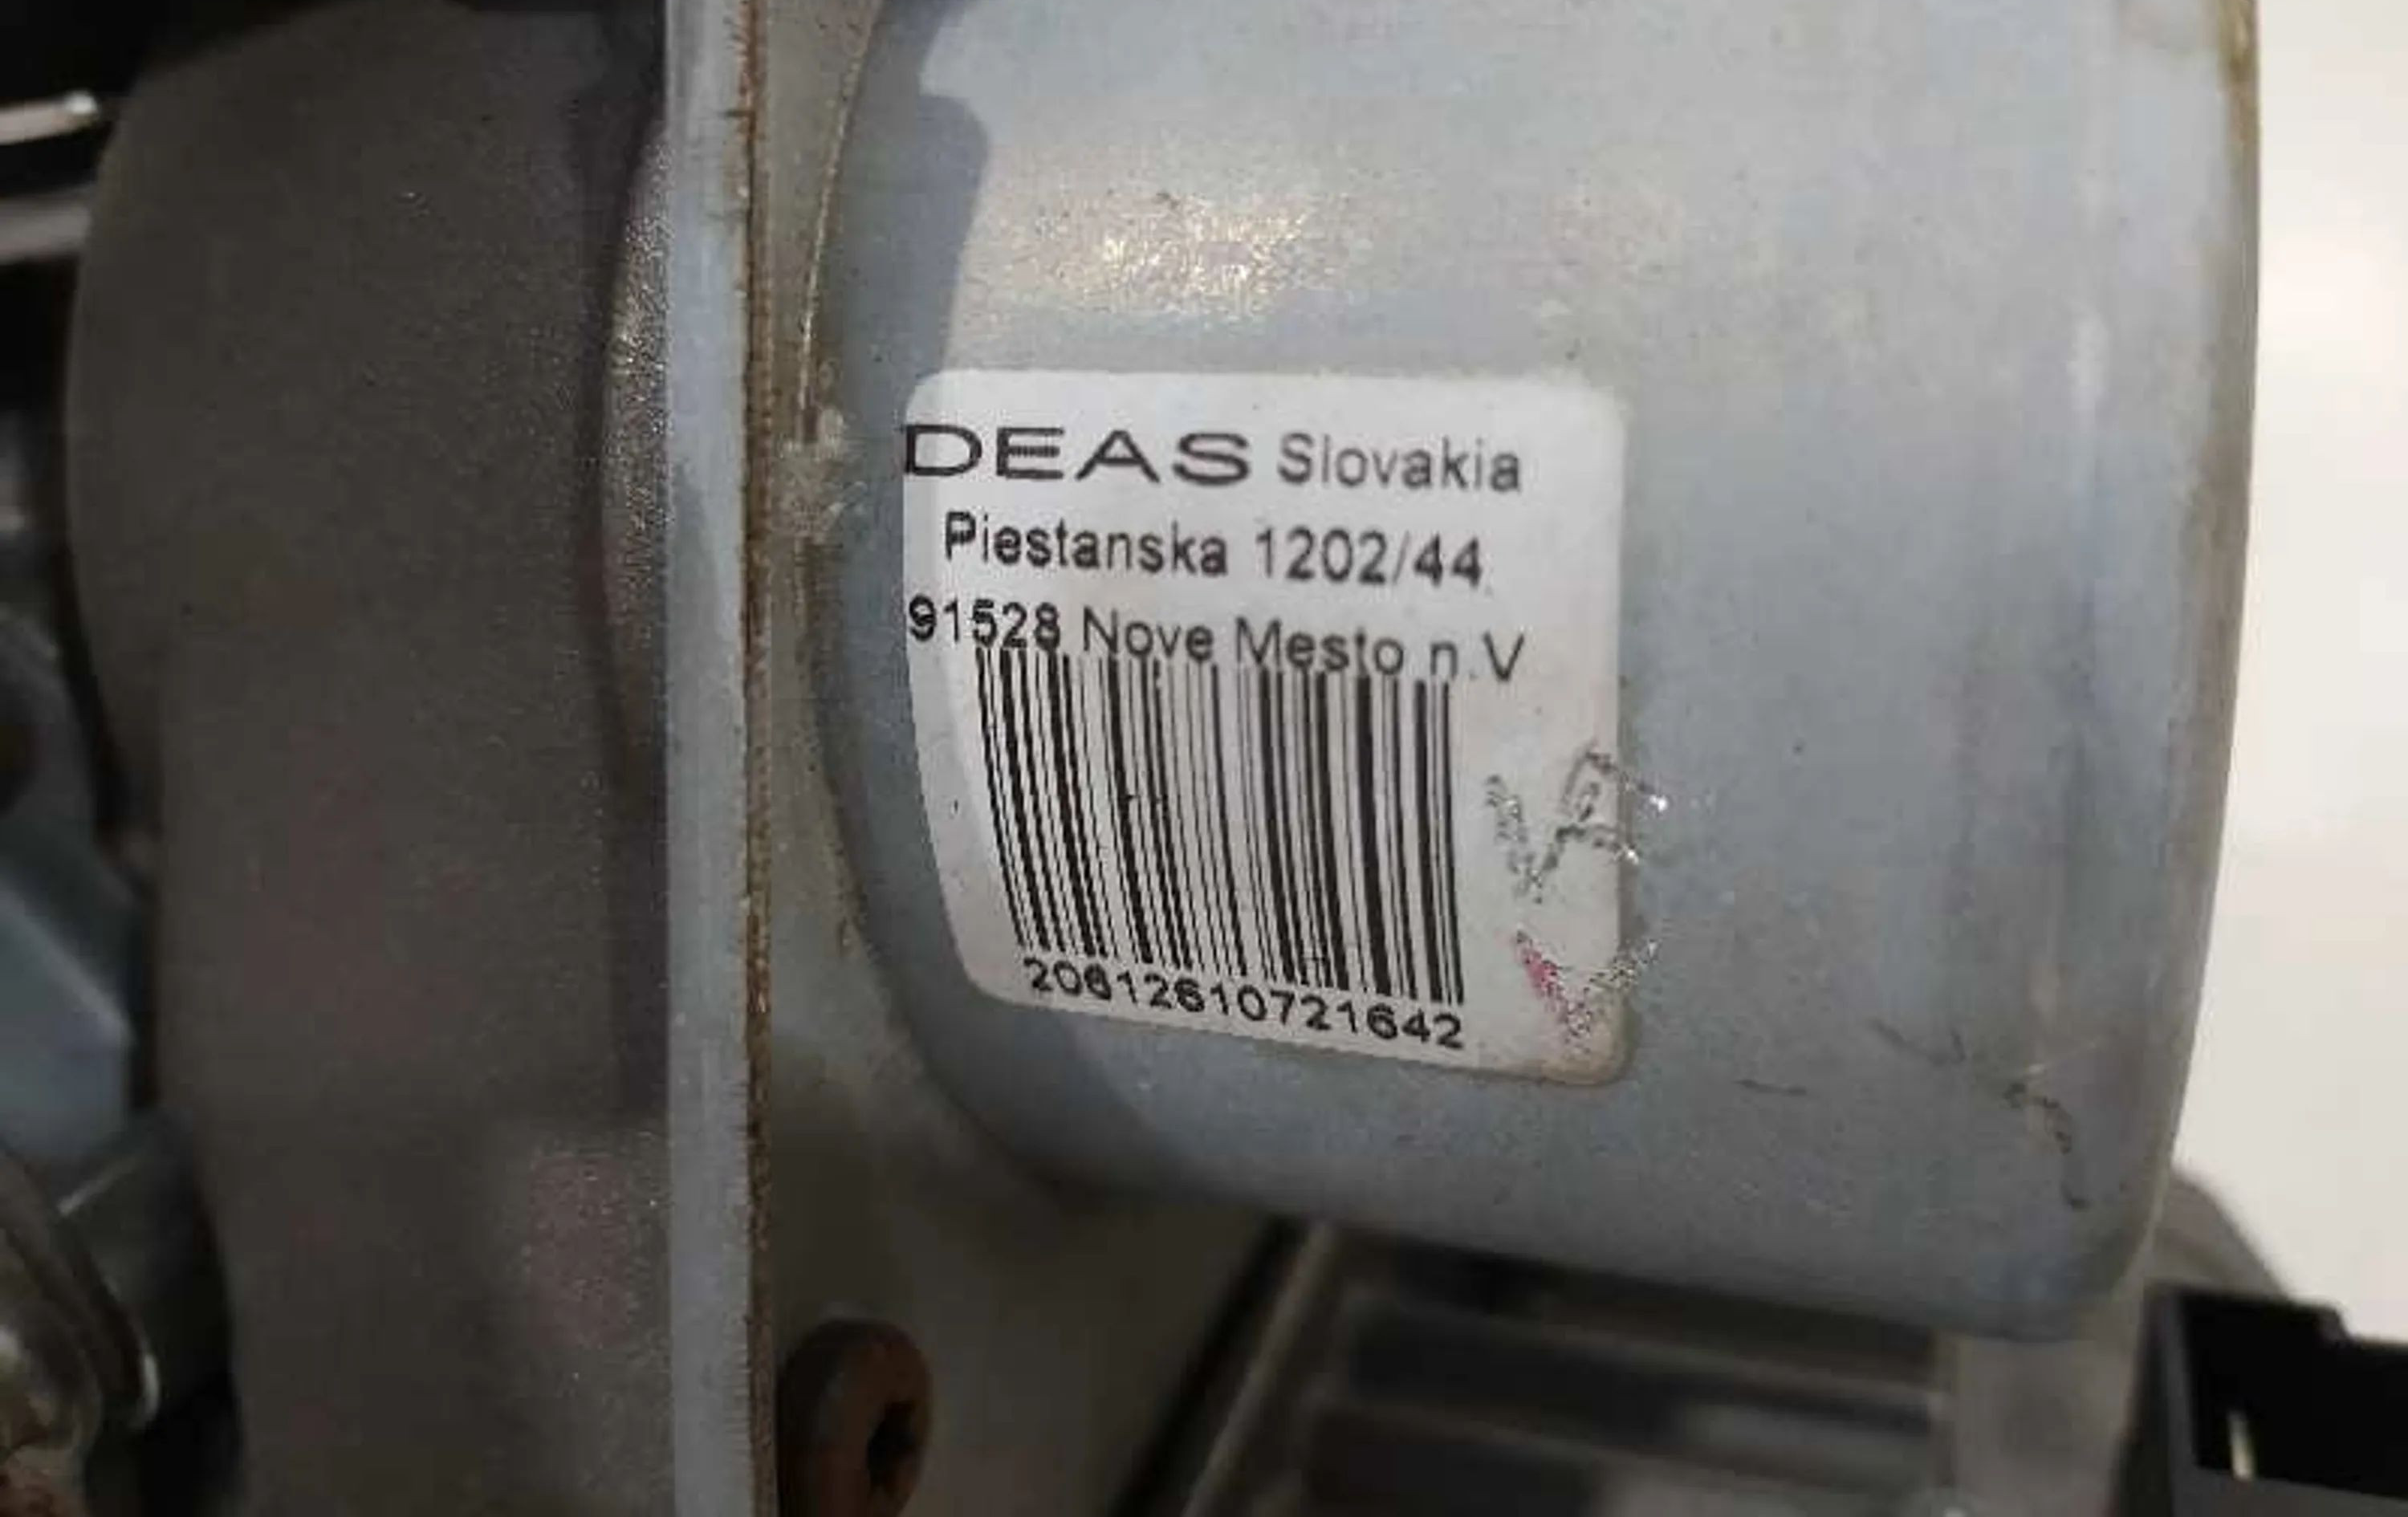 DEAS Slovakia
Piestanska 1202/44
91528 Nove Mesto n.V
20612610721642